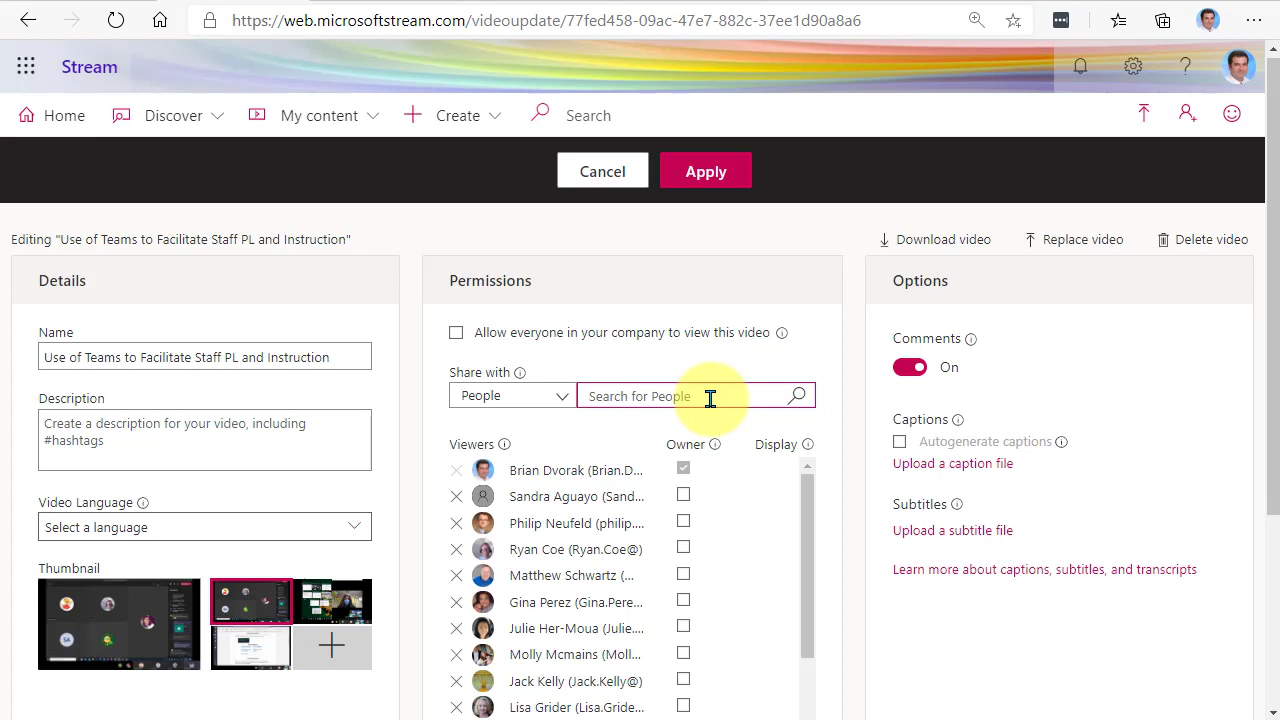 https://web.microsoftstream.com/videoupdate/77fed458-09ac-47e7-882c-37ee1d90a8a6
Stream
Home
Discover
My content
Create
Search
Cancel
Apply
Editing "Use of Teams to Facilitate Staff PL and Instruction"
Download video
Replace video
Delete video
Details
Name
Use of Teams to Facilitate Staff PL and Instruction
Description
Create a description for your video, including
#hashtags
Video Language
Select a language
Thumbnail
Permissions
Allow everyone in your company to view this video
Share with
People
Search for People
Viewers
Owner
Display
Brian Dvorak (Brian.D...
Sandra Aguayo (Sand...
Philip Neufeld (philip....
Ryan Coe (Ryan.Coe@)
Matthew Schwartz (...
Gina Perez (Gina.Pere...
Julie Her-Moua (Julie....
Molly Mcmains (Moll...
Jack Kelly (Jack.Kelly@)
Lisa Grider (Lisa.Gride...
Options
Comments
On
Captions
Autogenerate captions
Upload a caption file
Subtitles
Upload a subtitle file
Learn more about captions, subtitles, and transcripts